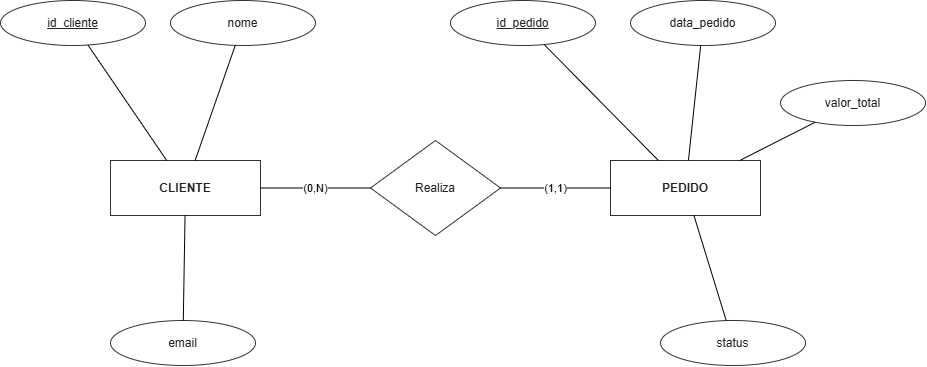 id_cliente
nome
id_pedido
data_pedido
valor_total
CLIENTE
(0,N)
Realiza
(1,1)
PEDIDO
email
status